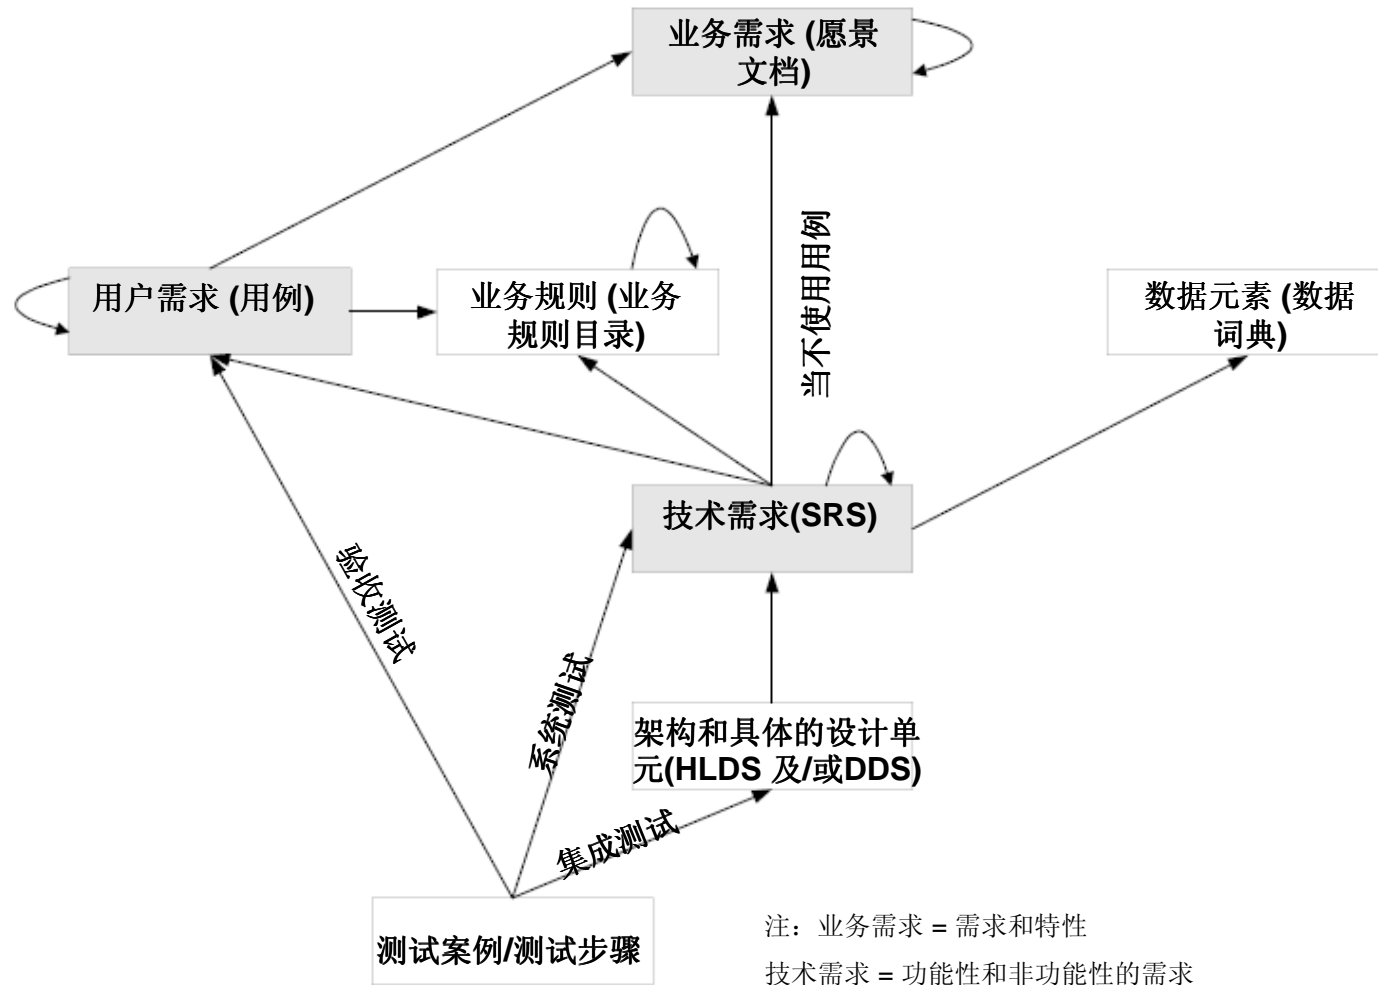 业务需求 (愿景
文档)
当不使用用例
用户需求 (用例)
业务规则 (业务
规则目录)
数据元素 (数据
词典)
技术需求(SRS)
验收测试
系统测试
架构和具体的设计单
元(HLDS 及/或DDS)
集成测试
测试案例/测试步骤
注：业务需求 = 需求和特性
技术需求 = 功能性和非功能性的需求